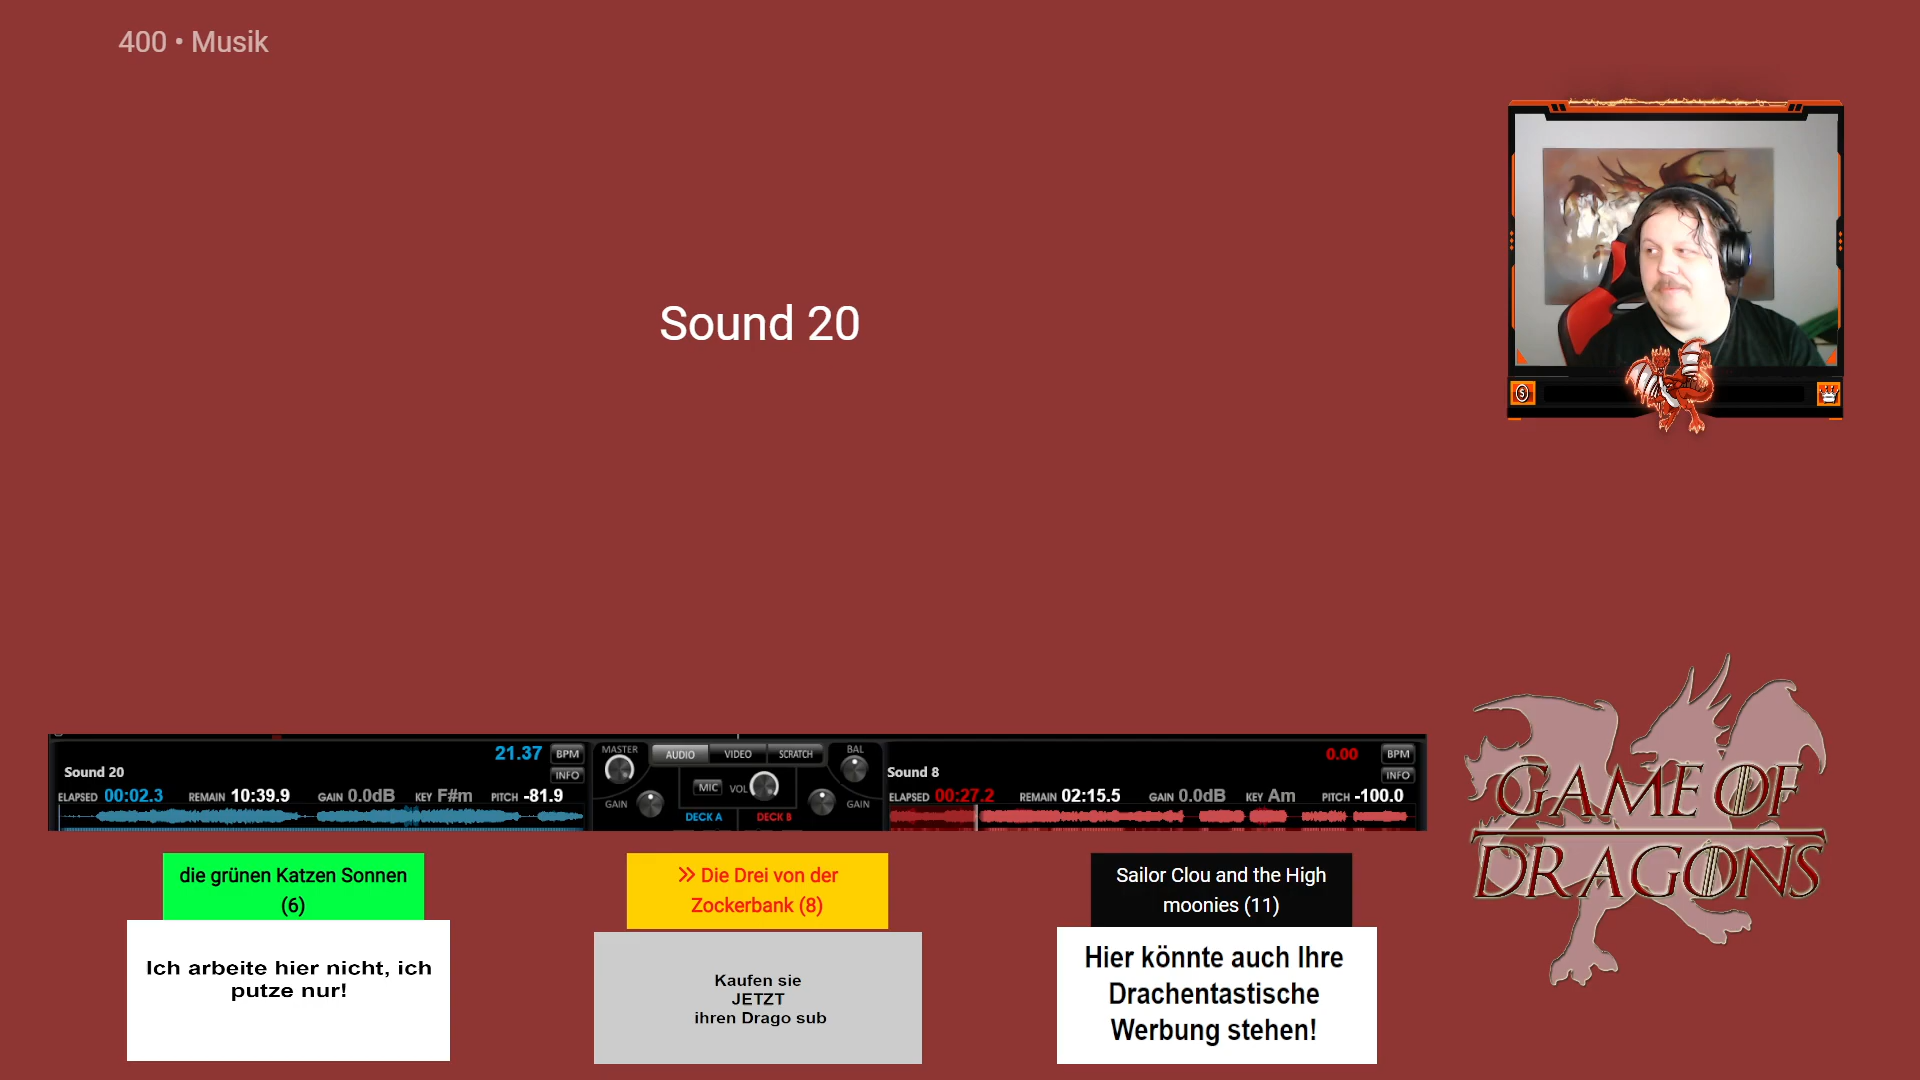 400 • Musik
Sound 20
21.37 BPM
INFO
Sound 20
ELAPSED 00:02.3 REMAIN 10:39.9 GAIN 0.0dB KEY F#m PITCH -81.9
MASTER
AUDIO VIDEO SCRATCH
BAL
MIC VOL
GAIN
GAIN
DECK A DECK B
0.00 BPM
INFO
Sound 8
ELAPSED 00:27.2 REMAIN 02:15.5 GAIN 0.0dB KEY Am PITCH -100.0
die grünen Katzen Sonnen
(6)
Ich arbeite hier nicht, ich
putze nur!
>> Die Drei von der
Zockerbank (8)
Kaufen sie
JETZT
ihren Drago sub
Sailor Clou and the High
moonies (11)
Hier könnte auch Ihre
Drachentastische
Werbung stehen!
GAME OF
DRAGONS